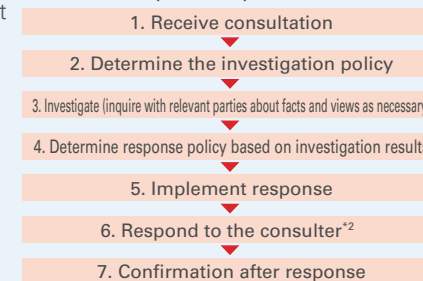 t
1. Receive consultation
2. Determine the investigation policy
3. Investigate (inquire with relevant parties about facts and views as necessary
4. Determine response policy based on investigation results
5. Implement response
6. Respond to the consulter*2
7. Confirmation after response